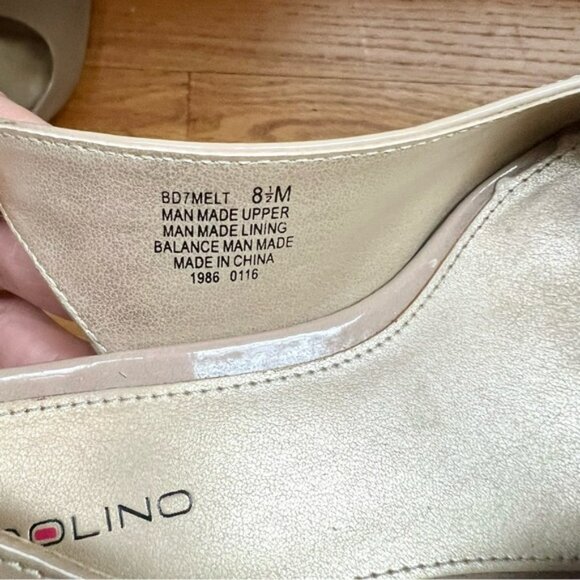 BD7MELT 8½M
MAN MADE UPPER
MAN MADE LINING
BALANCE MAN MADE
MADE IN CHINA
1986 0116
OLINO